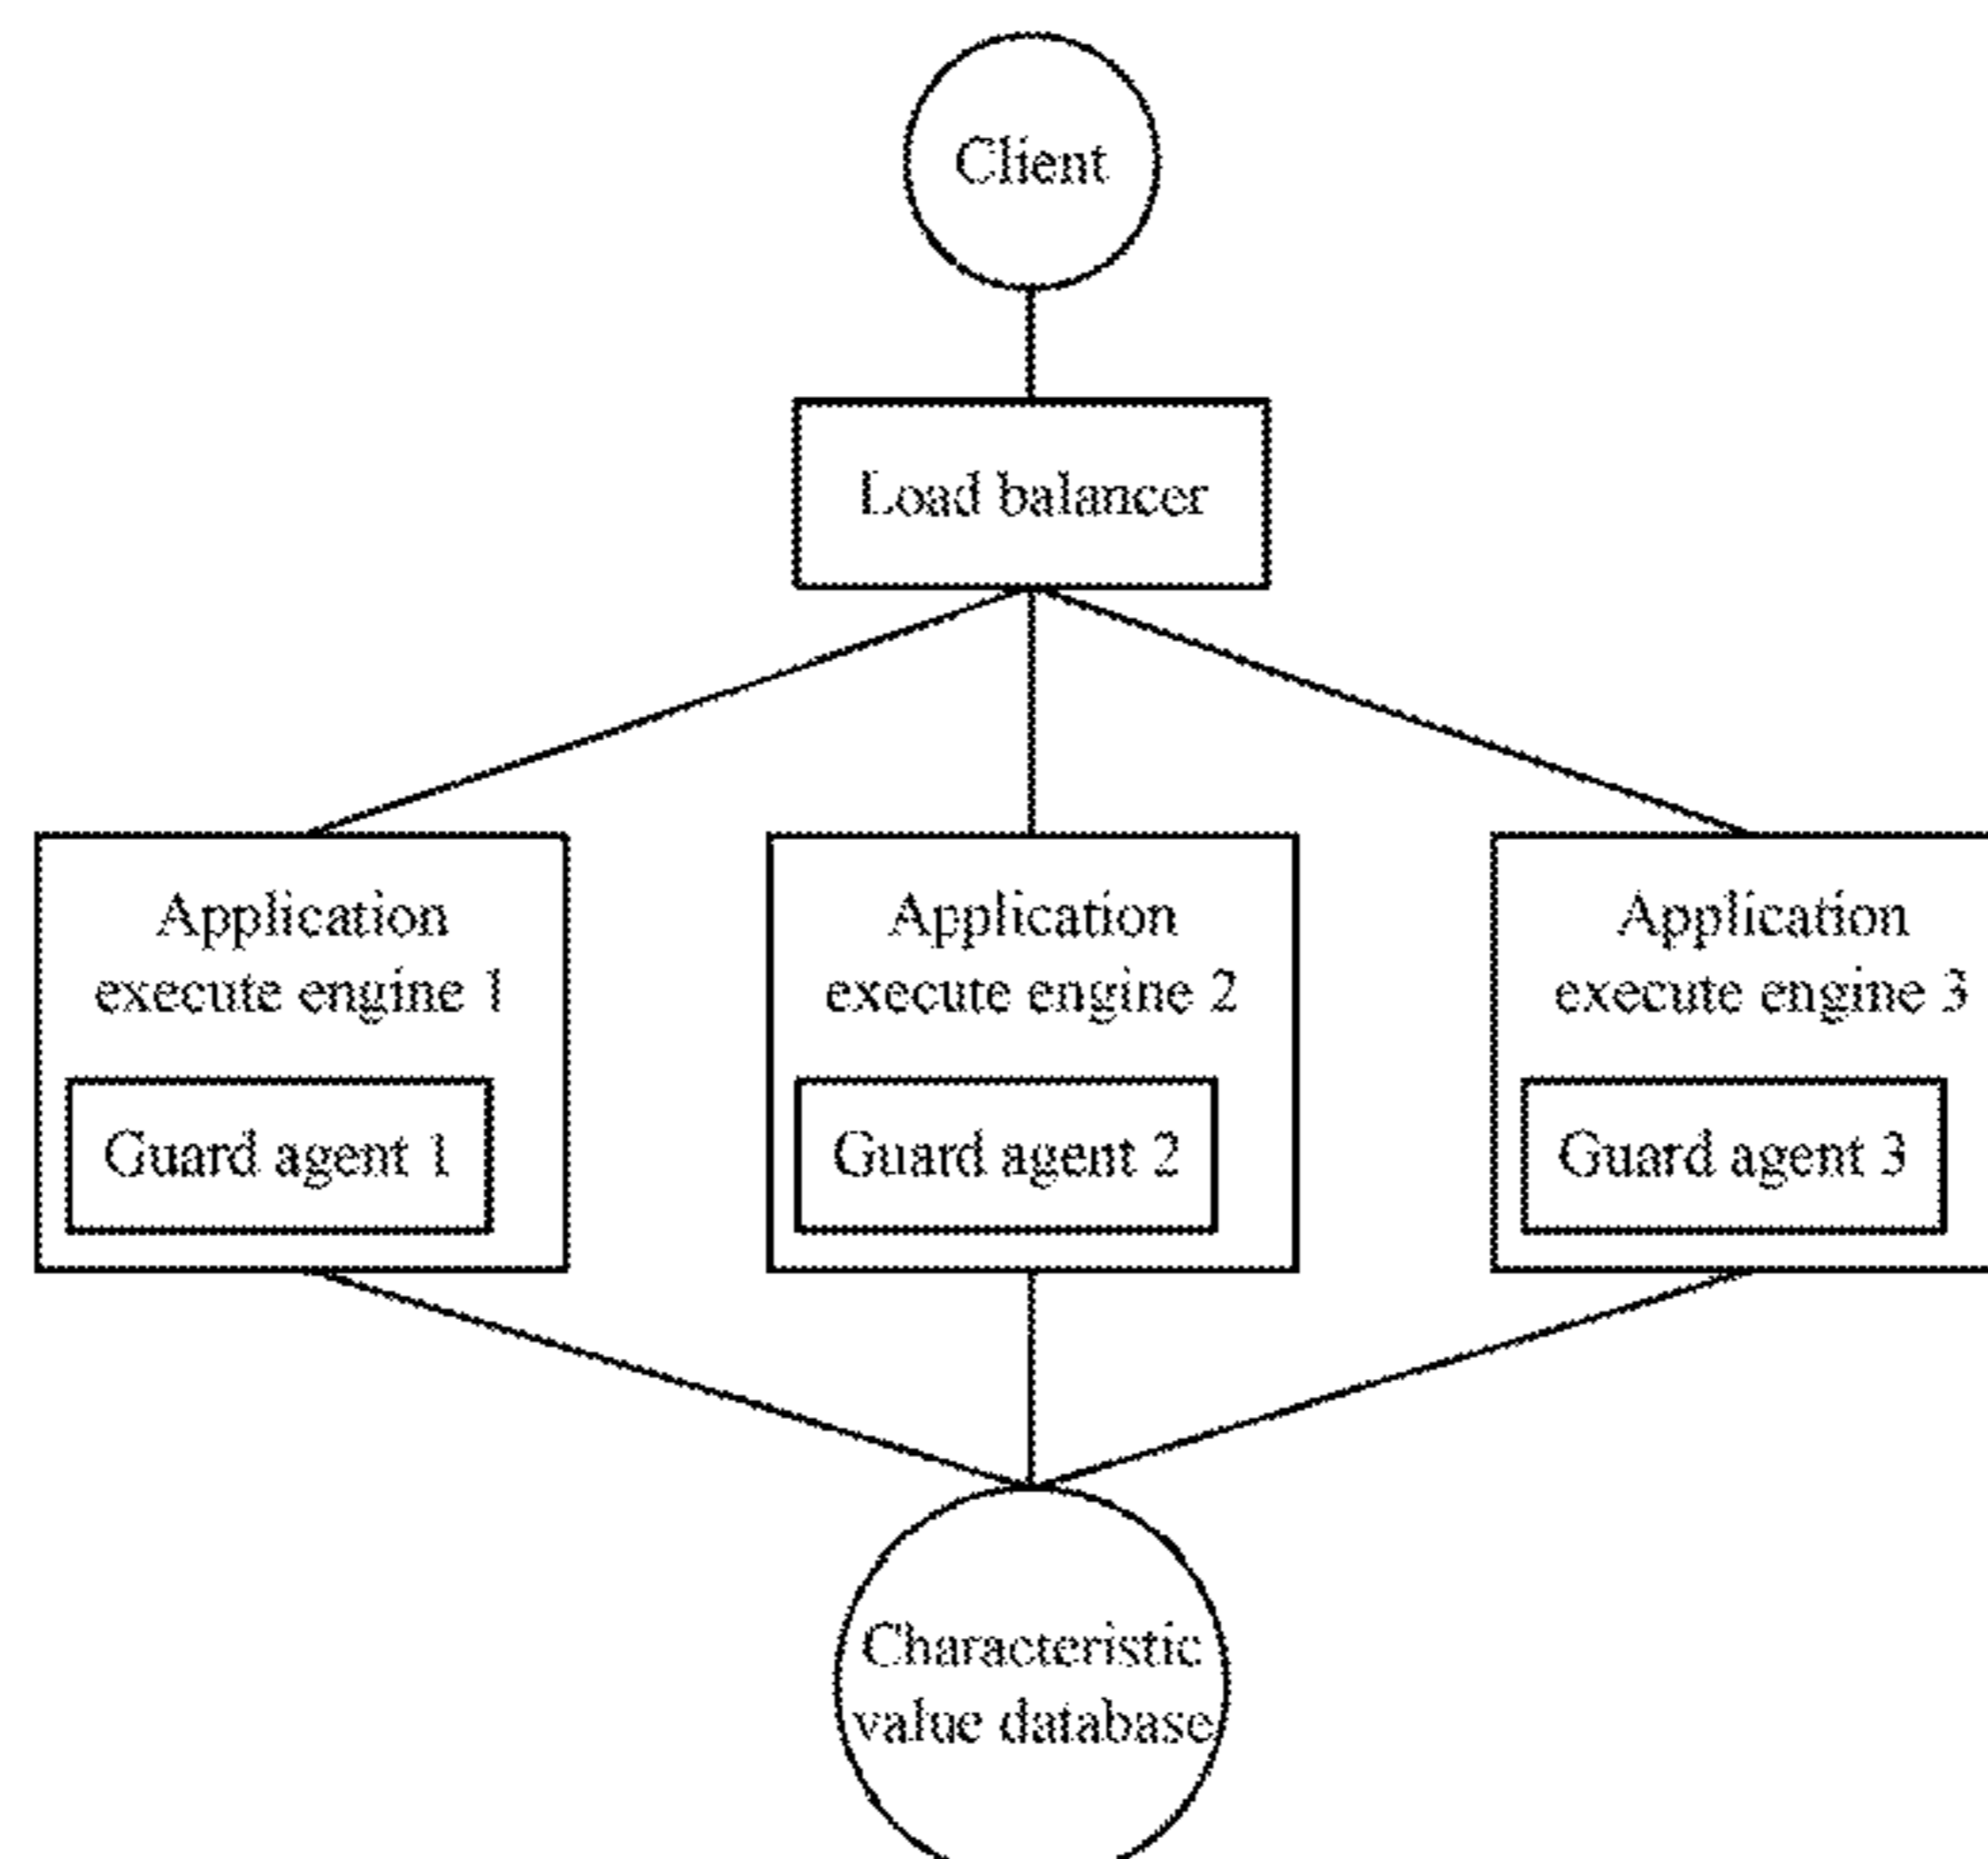 Client
Load balancer
Application
execute engine 1
Guard agent 1
Application
execute engine 2
Guard agent 2
Application
execute engine 3
Guard agent 3
Characteristic
value database